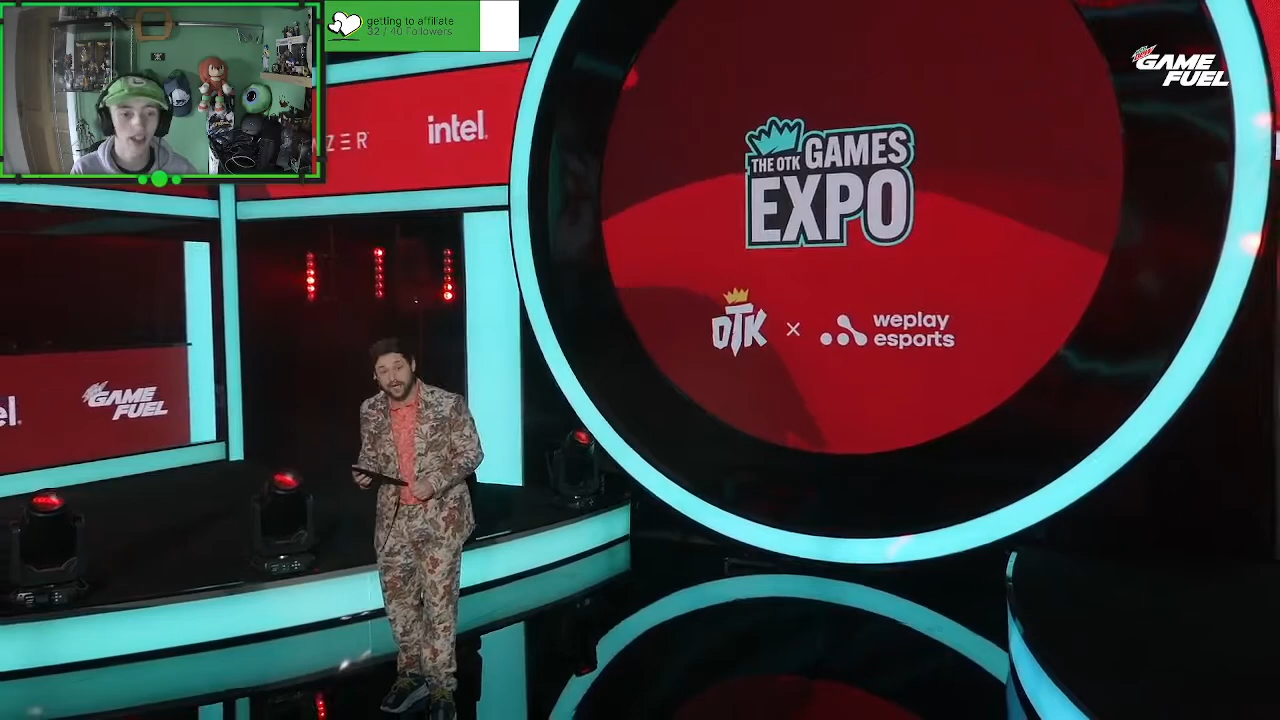 getting to affiliate
32 / 40 Followers
GAME
FUEL
ZER
intel.
THE OTK GAMES
EXPO
OTK × weplay
esports
el.
GAME
FUEL